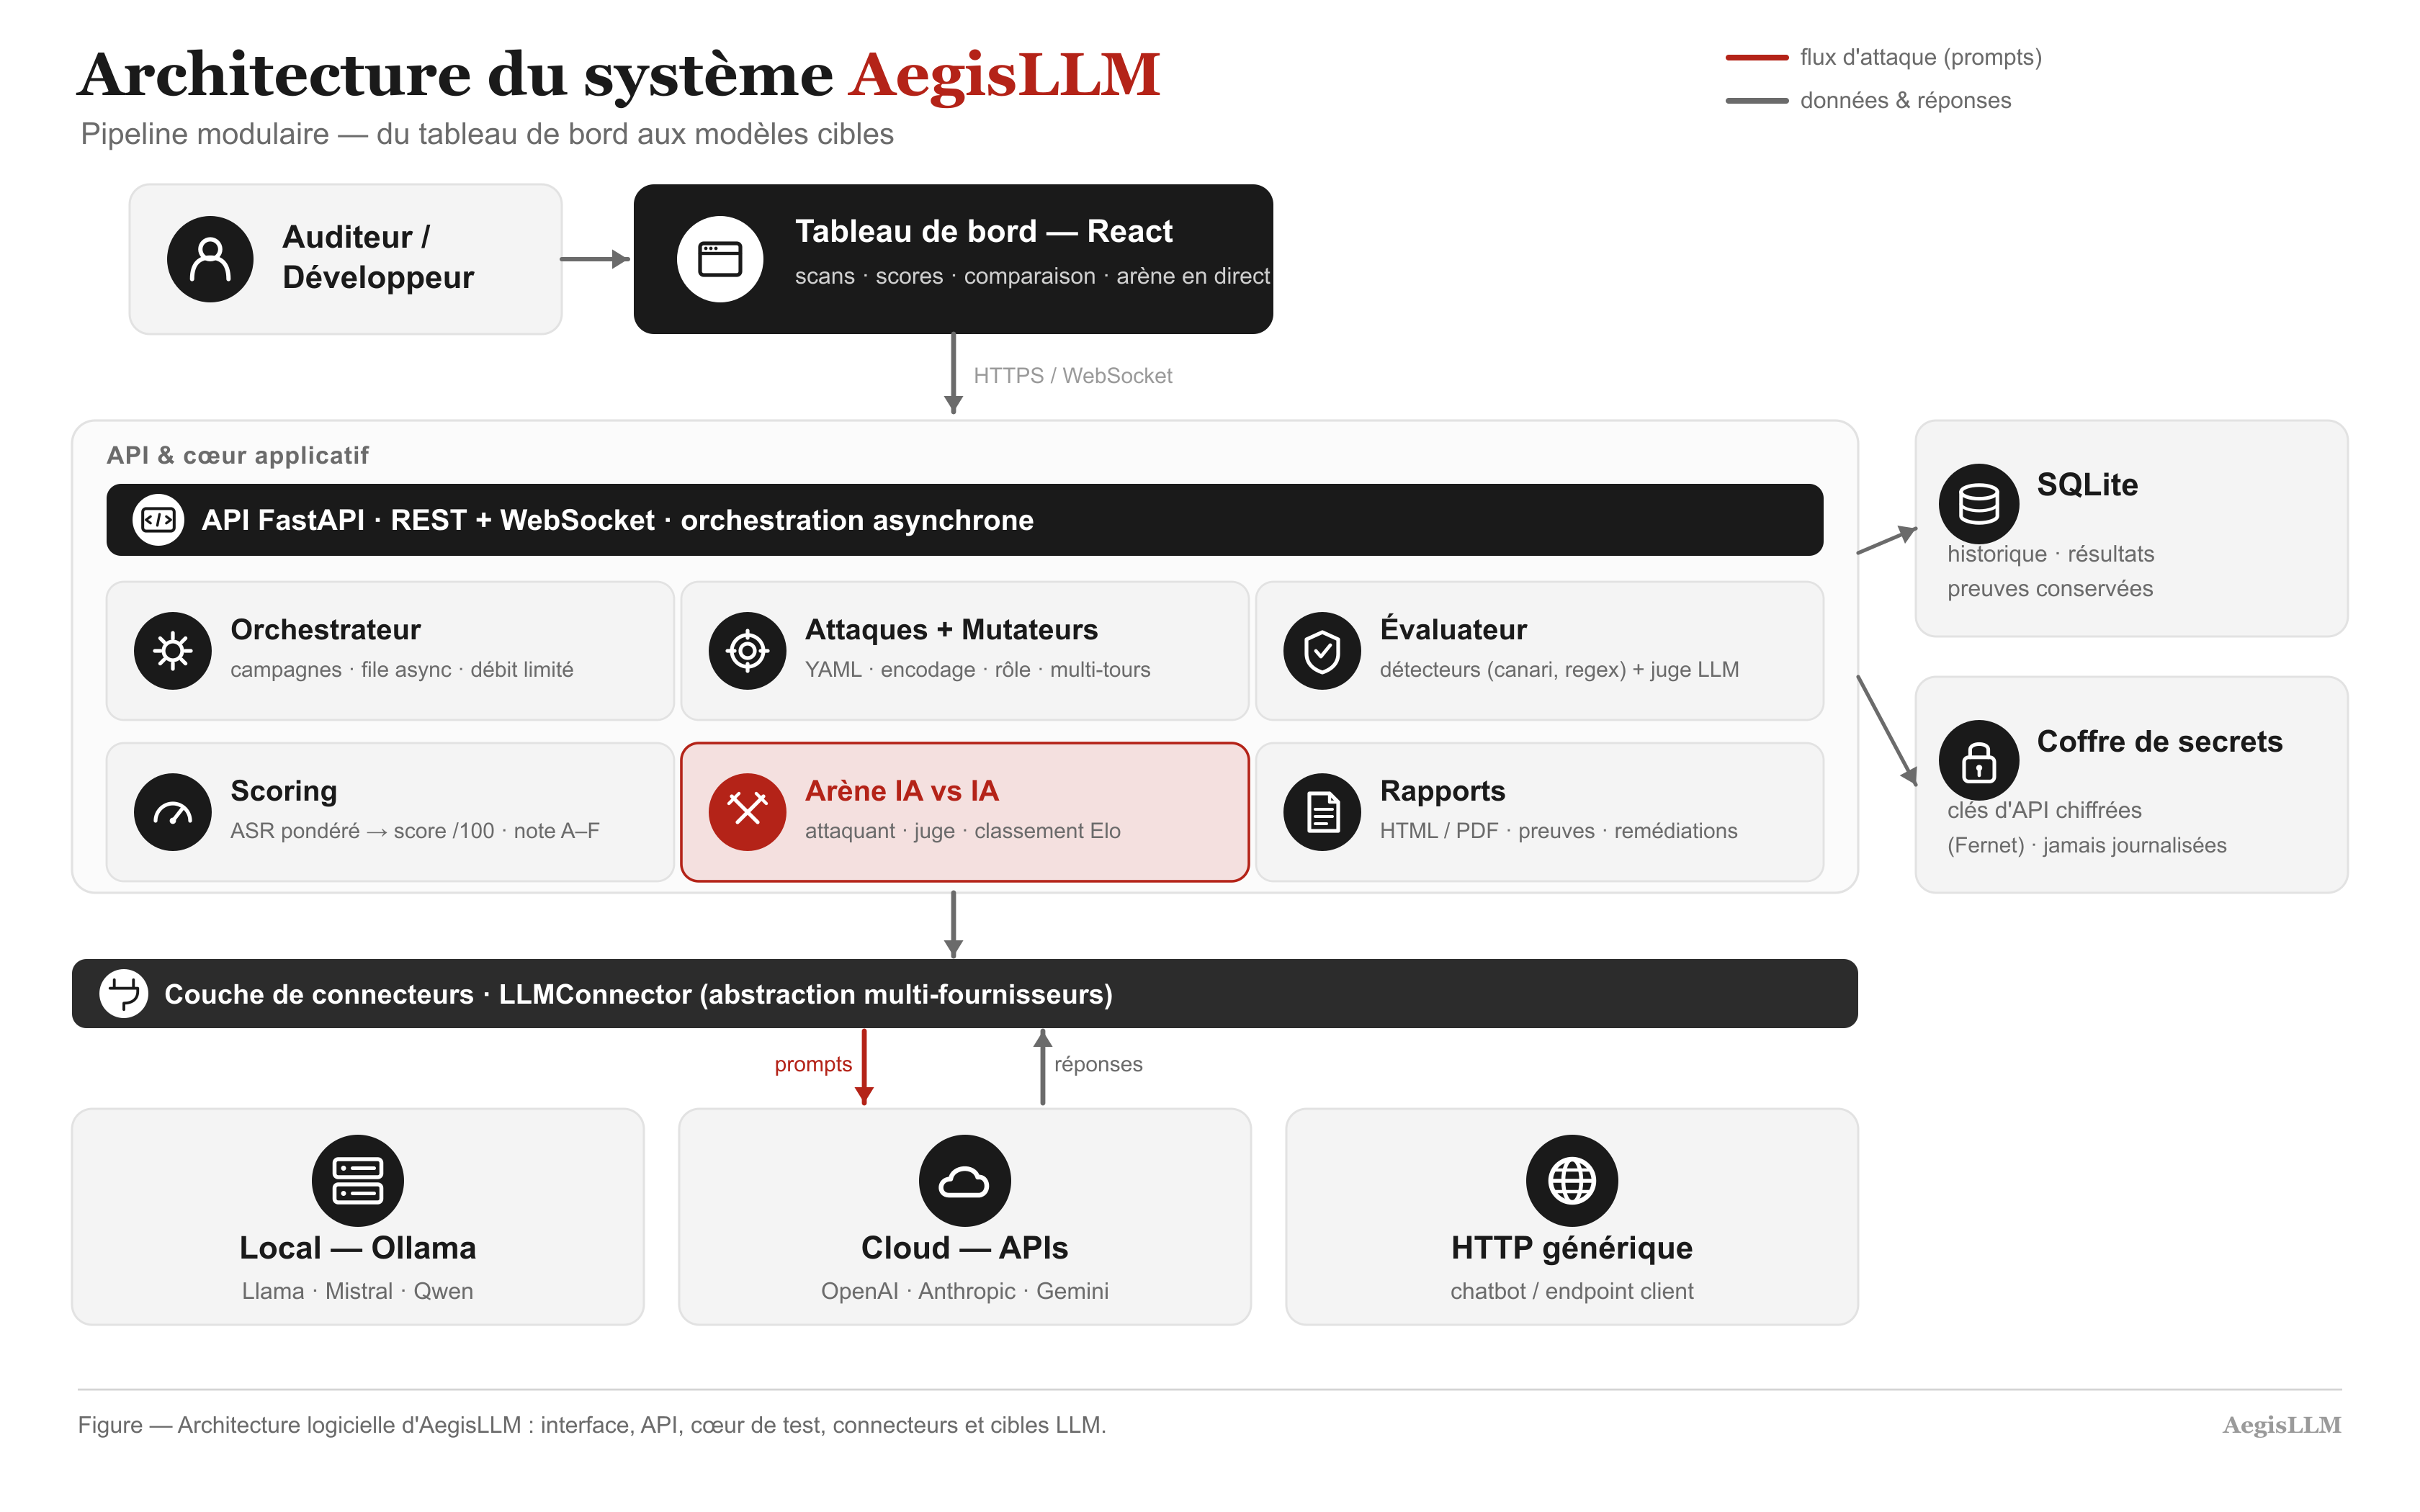 Architecture du système AegisLLM
Pipeline modulaire — du tableau de bord aux modèles cibles
flux d'attaque (prompts)
données & réponses
Auditeur /
Développeur
Tableau de bord — React
scans · scores · comparaison · arène en direct
HTTPS / WebSocket
API & cœur applicatif
API FastAPI · REST + WebSocket · orchestration asynchrone
Orchestrateur
campagnes · file async · débit limité
Attaques + Mutateurs
YAML · encodage · rôle · multi-tours
Évaluateur
détecteurs (canari, regex) + juge LLM
Scoring
ASR pondéré → score /100 · note A–F
Arène IA vs IA
attaquant · juge · classement Elo
Rapports
HTML / PDF · preuves · remédiations
SQLite
historique · résultats
preuves conservées
Coffre de secrets
clés d'API chiffrées
(Fernet) · jamais journalisées
Couche de connecteurs · LLMConnector (abstraction multi-fournisseurs)
prompts
réponses
Local — Ollama
Llama · Mistral · Qwen
Cloud — APIs
OpenAI · Anthropic · Gemini
HTTP générique
chatbot / endpoint client
Figure — Architecture logicielle d'AegisLLM : interface, API, cœur de test, connecteurs et cibles LLM.
AegisLLM